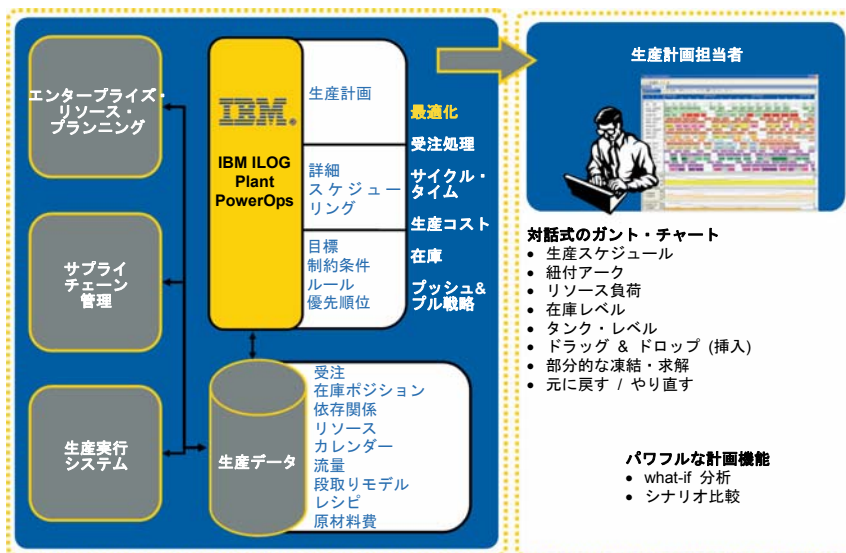 エンタープライズ・
リソース・
プランニング
サプライ
チェーン
管理
生産実行
システム
IBM®
IBM ILOG
Plant
PowerOps
生産計画
詳細
スケジュー
リング
目標
制約条件
ルール
優先順位
最適化
受注処理
サイクル・
タイム
生産コスト
在庫
プッシュ&
プル戦略
生産データ
受注
在庫ポジション
依存関係
リソース
カレンダー
流量
段取りモデル
レシピ
原材料費
生産計画担当者
対話式のガント・チャート
• 生産スケジュール
• 紐付アーク
• リソース負荷
• 在庫レベル
• タンク・レベル
• ドラッグ & ドロップ (挿入)
• 部分的な凍結・求解
• 元に戻す / やり直す
パワフルな計画機能
• what-if 分析
• シナリオ比較